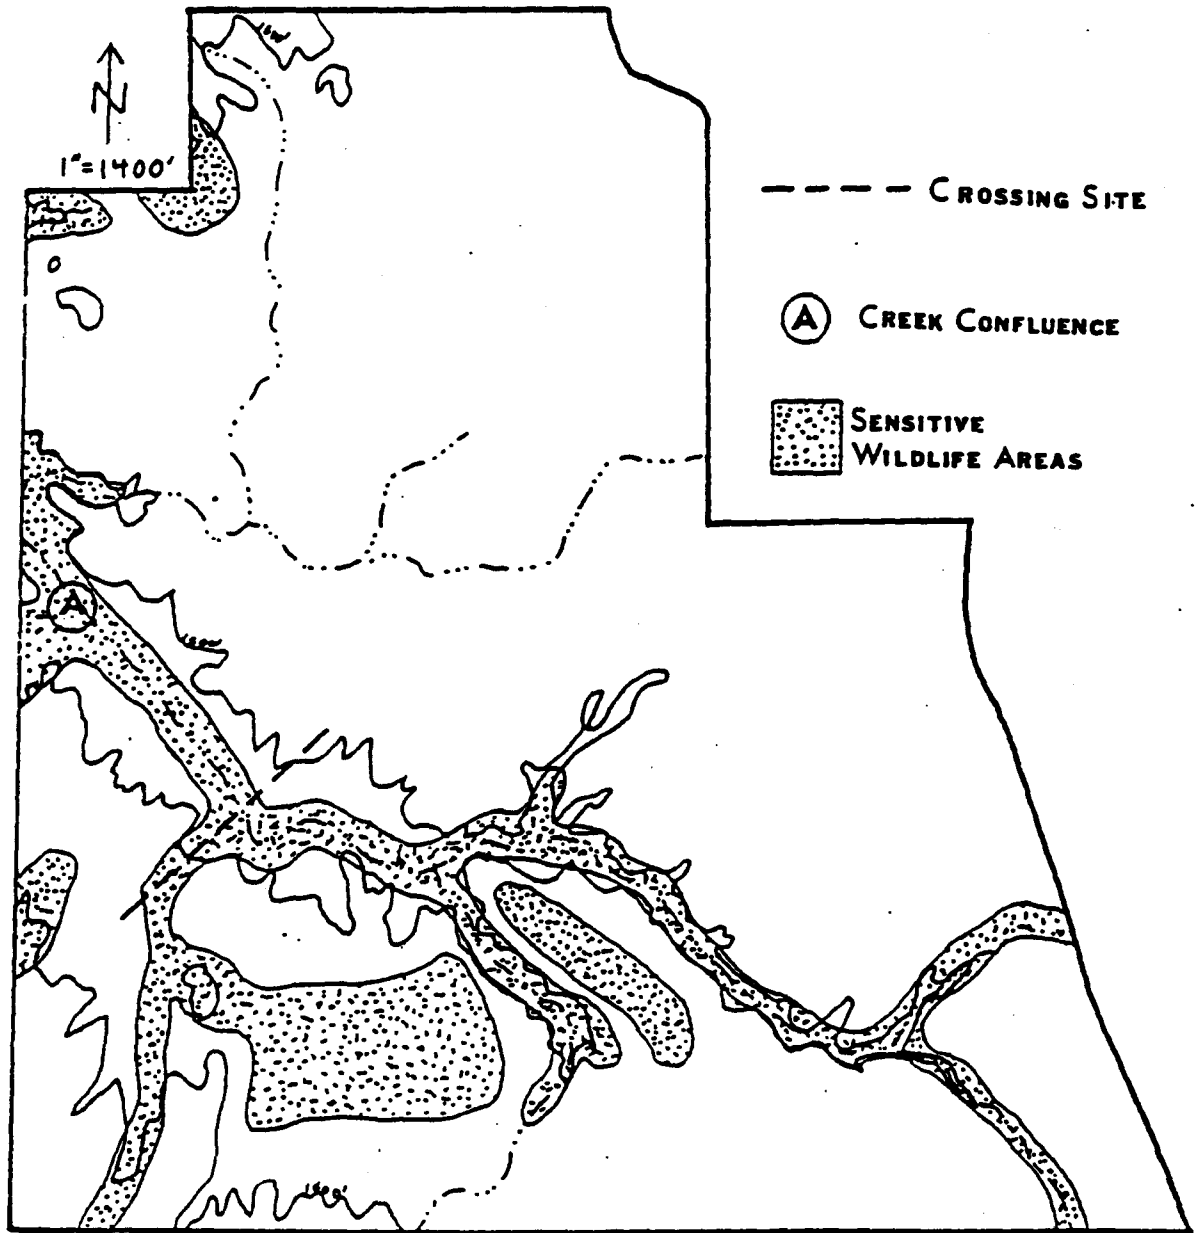 N
1"=1400'
CROSSING SITE
A CREEK CONFLUENCE
SENSITIVE
WILDLIFE AREAS
A